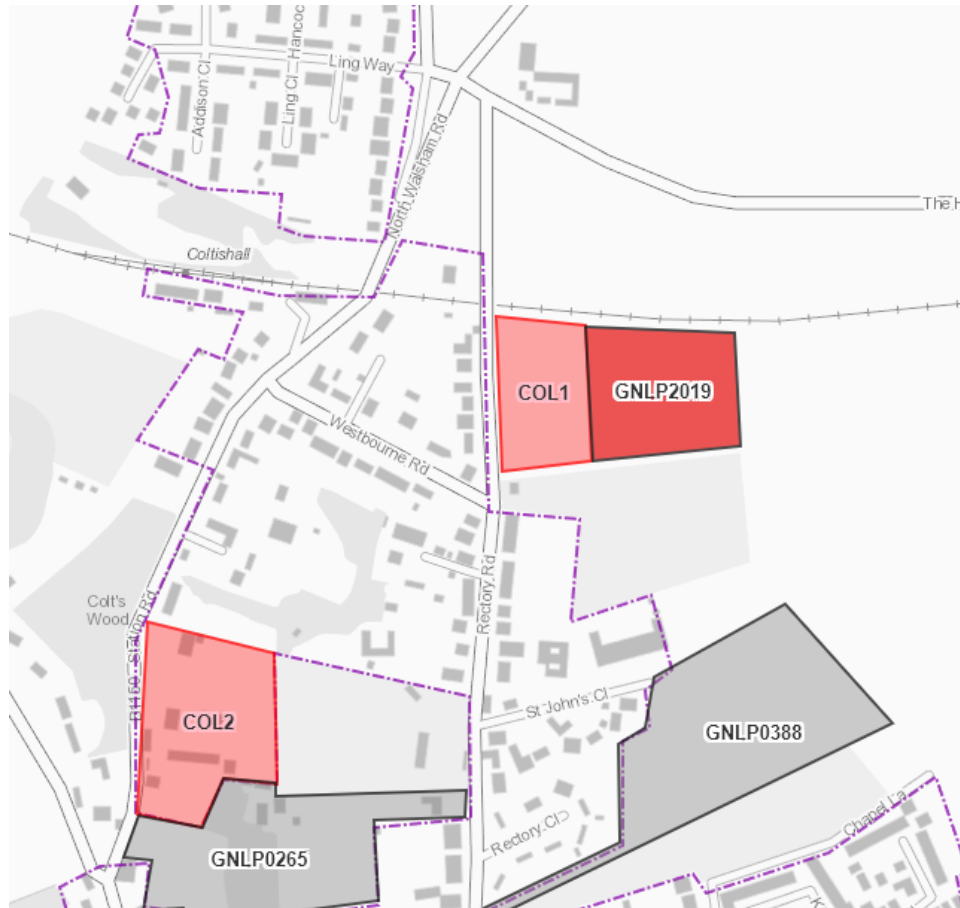 Ling Way
Hancoc
Addison Cl
Ling Cl
North Walsham Rd
The H
Coltishall
COL1
GNLP2019
Westbourne Rd
Colt's
Wood
B1150 Station Rd
Rectory Rd
St John's Cl
COL2
GNLP0388
Chapel La
Rectory Cl
GNLP0265
K